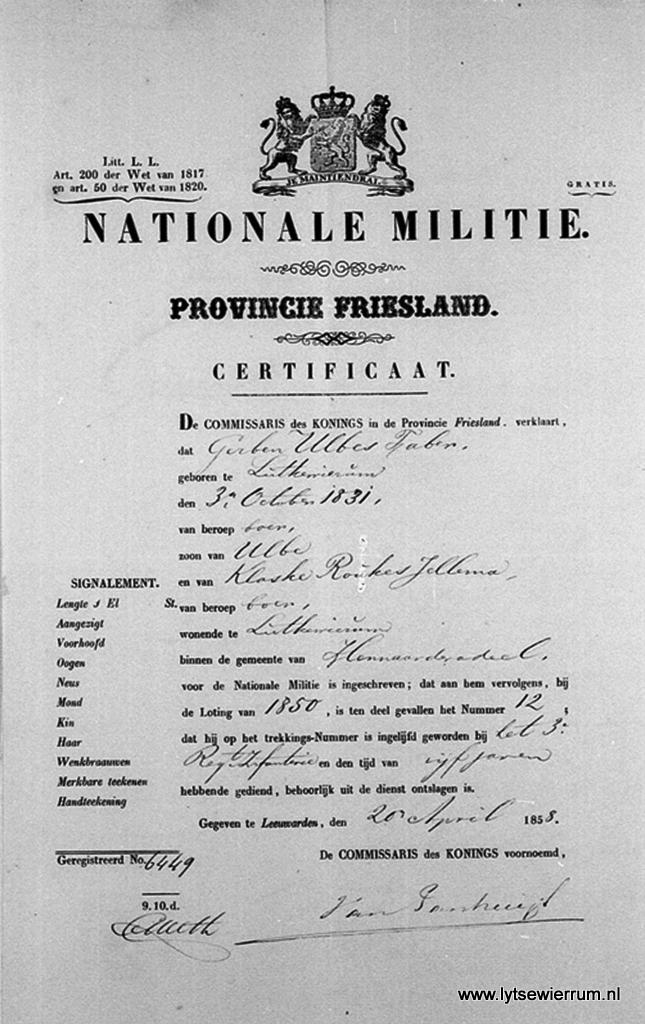 JE MAINTIENDRAI.
Litt. L. L.
Art. 200 der Wet van 1817
en art. 50 der Wet van 1820.
GRATIS.
NATIONALE MILITIE.
PROVINCIE FRIESLAND.
CERTIFICAAT.
De COMMISSARIS des KONINGS in de Provincie Friesland. verklaart,
dat Gerben Ulbes Faber,
geboren te Lutkewierum
den 3n October 1831,
van beroep boer,
zoon van Ulbe
en van Klaske Roukes Jellema,
van beroep boer,
wonende te Lutkewierum
binnen de gemeente van Hennaarderadeel,
voor de Nationale Militie is ingeschreven; dat aan hem vervolgens, bij
de Loting van 1850, is ten deel gevallen het Nummer 12;
dat hij op het trekkings-Nummer is ingelijfd geworden bij het 3e
Regt Infanterie en den tijd van vijf jaren
hebbende gediend, behoorlijk uit de dienst ontslagen is.
Gegeven te Leeuwarden, den 20n April 1858.
De COMMISSARIS des KONINGS voornoemd,
Van
SIGNALEMENT.
Lengte 1 El St.
Aangezigt
Voorhoofd
Oogen
Neus
Mond
Kin
Haar
Wenkbraauwen
Merkbare teekenen
Handteekening
Geregistreerd No. 6449
9.10.d.
www.lytsewierrum.nl